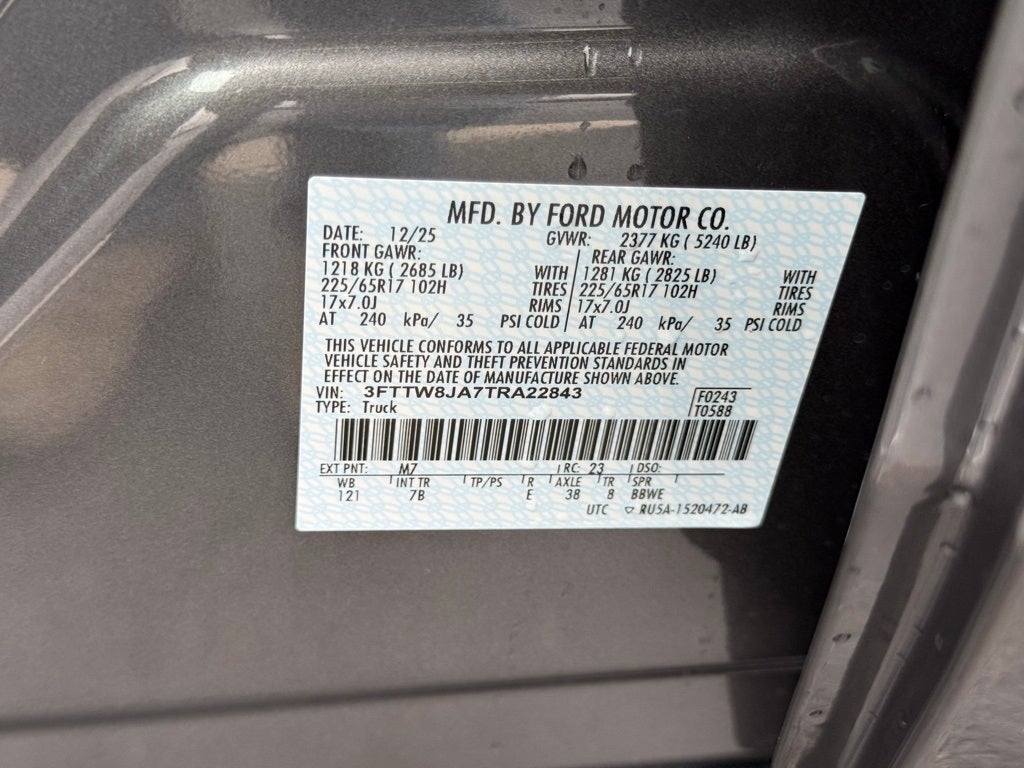 MFD. BY FORD MOTOR CO.
DATE: 12/25 GVWR: 2377 KG ( 5240 LB)
FRONT GAWR: REAR GAWR:
1218 KG ( 2685 LB) WITH 1281 KG ( 2825 LB) WITH
225/65R17 102H TIRES 225/65R17 102H TIRES
17x7.0J RIMS 17x7.0J RIMS
AT 240 kPa/ 35 PSI COLD AT 240 kPa/ 35 PSI COLD
THIS VEHICLE CONFORMS TO ALL APPLICABLE FEDERAL MOTOR
VEHICLE SAFETY AND THEFT PREVENTION STANDARDS IN
EFFECT ON THE DATE OF MANUFACTURE SHOWN ABOVE.
VIN: 3FTTW8JA7TRA22843 F0243
TYPE: Truck T0588
EXT PNT: M7 RC: 23 DSO:
WB INT TR TP/PS R AXLE TR SPR
121 7B E 38 8 BBWE
UTC ▽ RU5A-1520472-AB